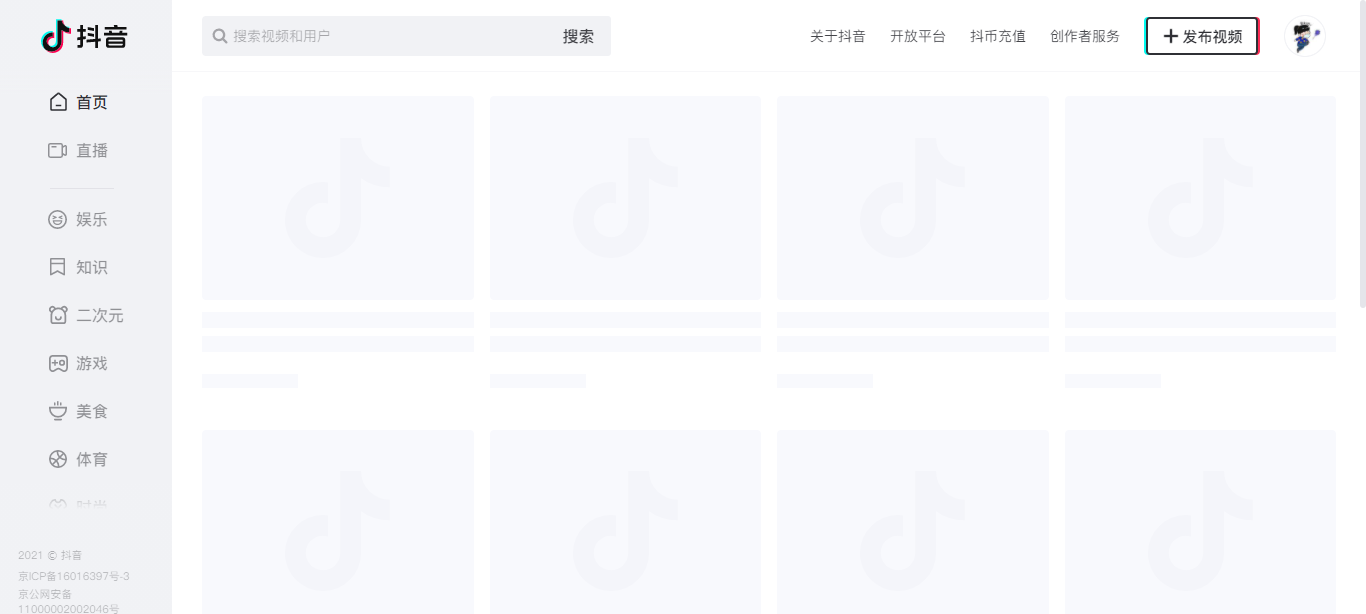 抖音
搜索视频和用户
搜索
关于抖音
开放平台
抖币充值
创作者服务
发布视频
首页
直播
娱乐
知识
二次元
游戏
美食
体育
时尚
2021 © 抖音
京ICP备16016397号-3
京公网安备
11000002002046号